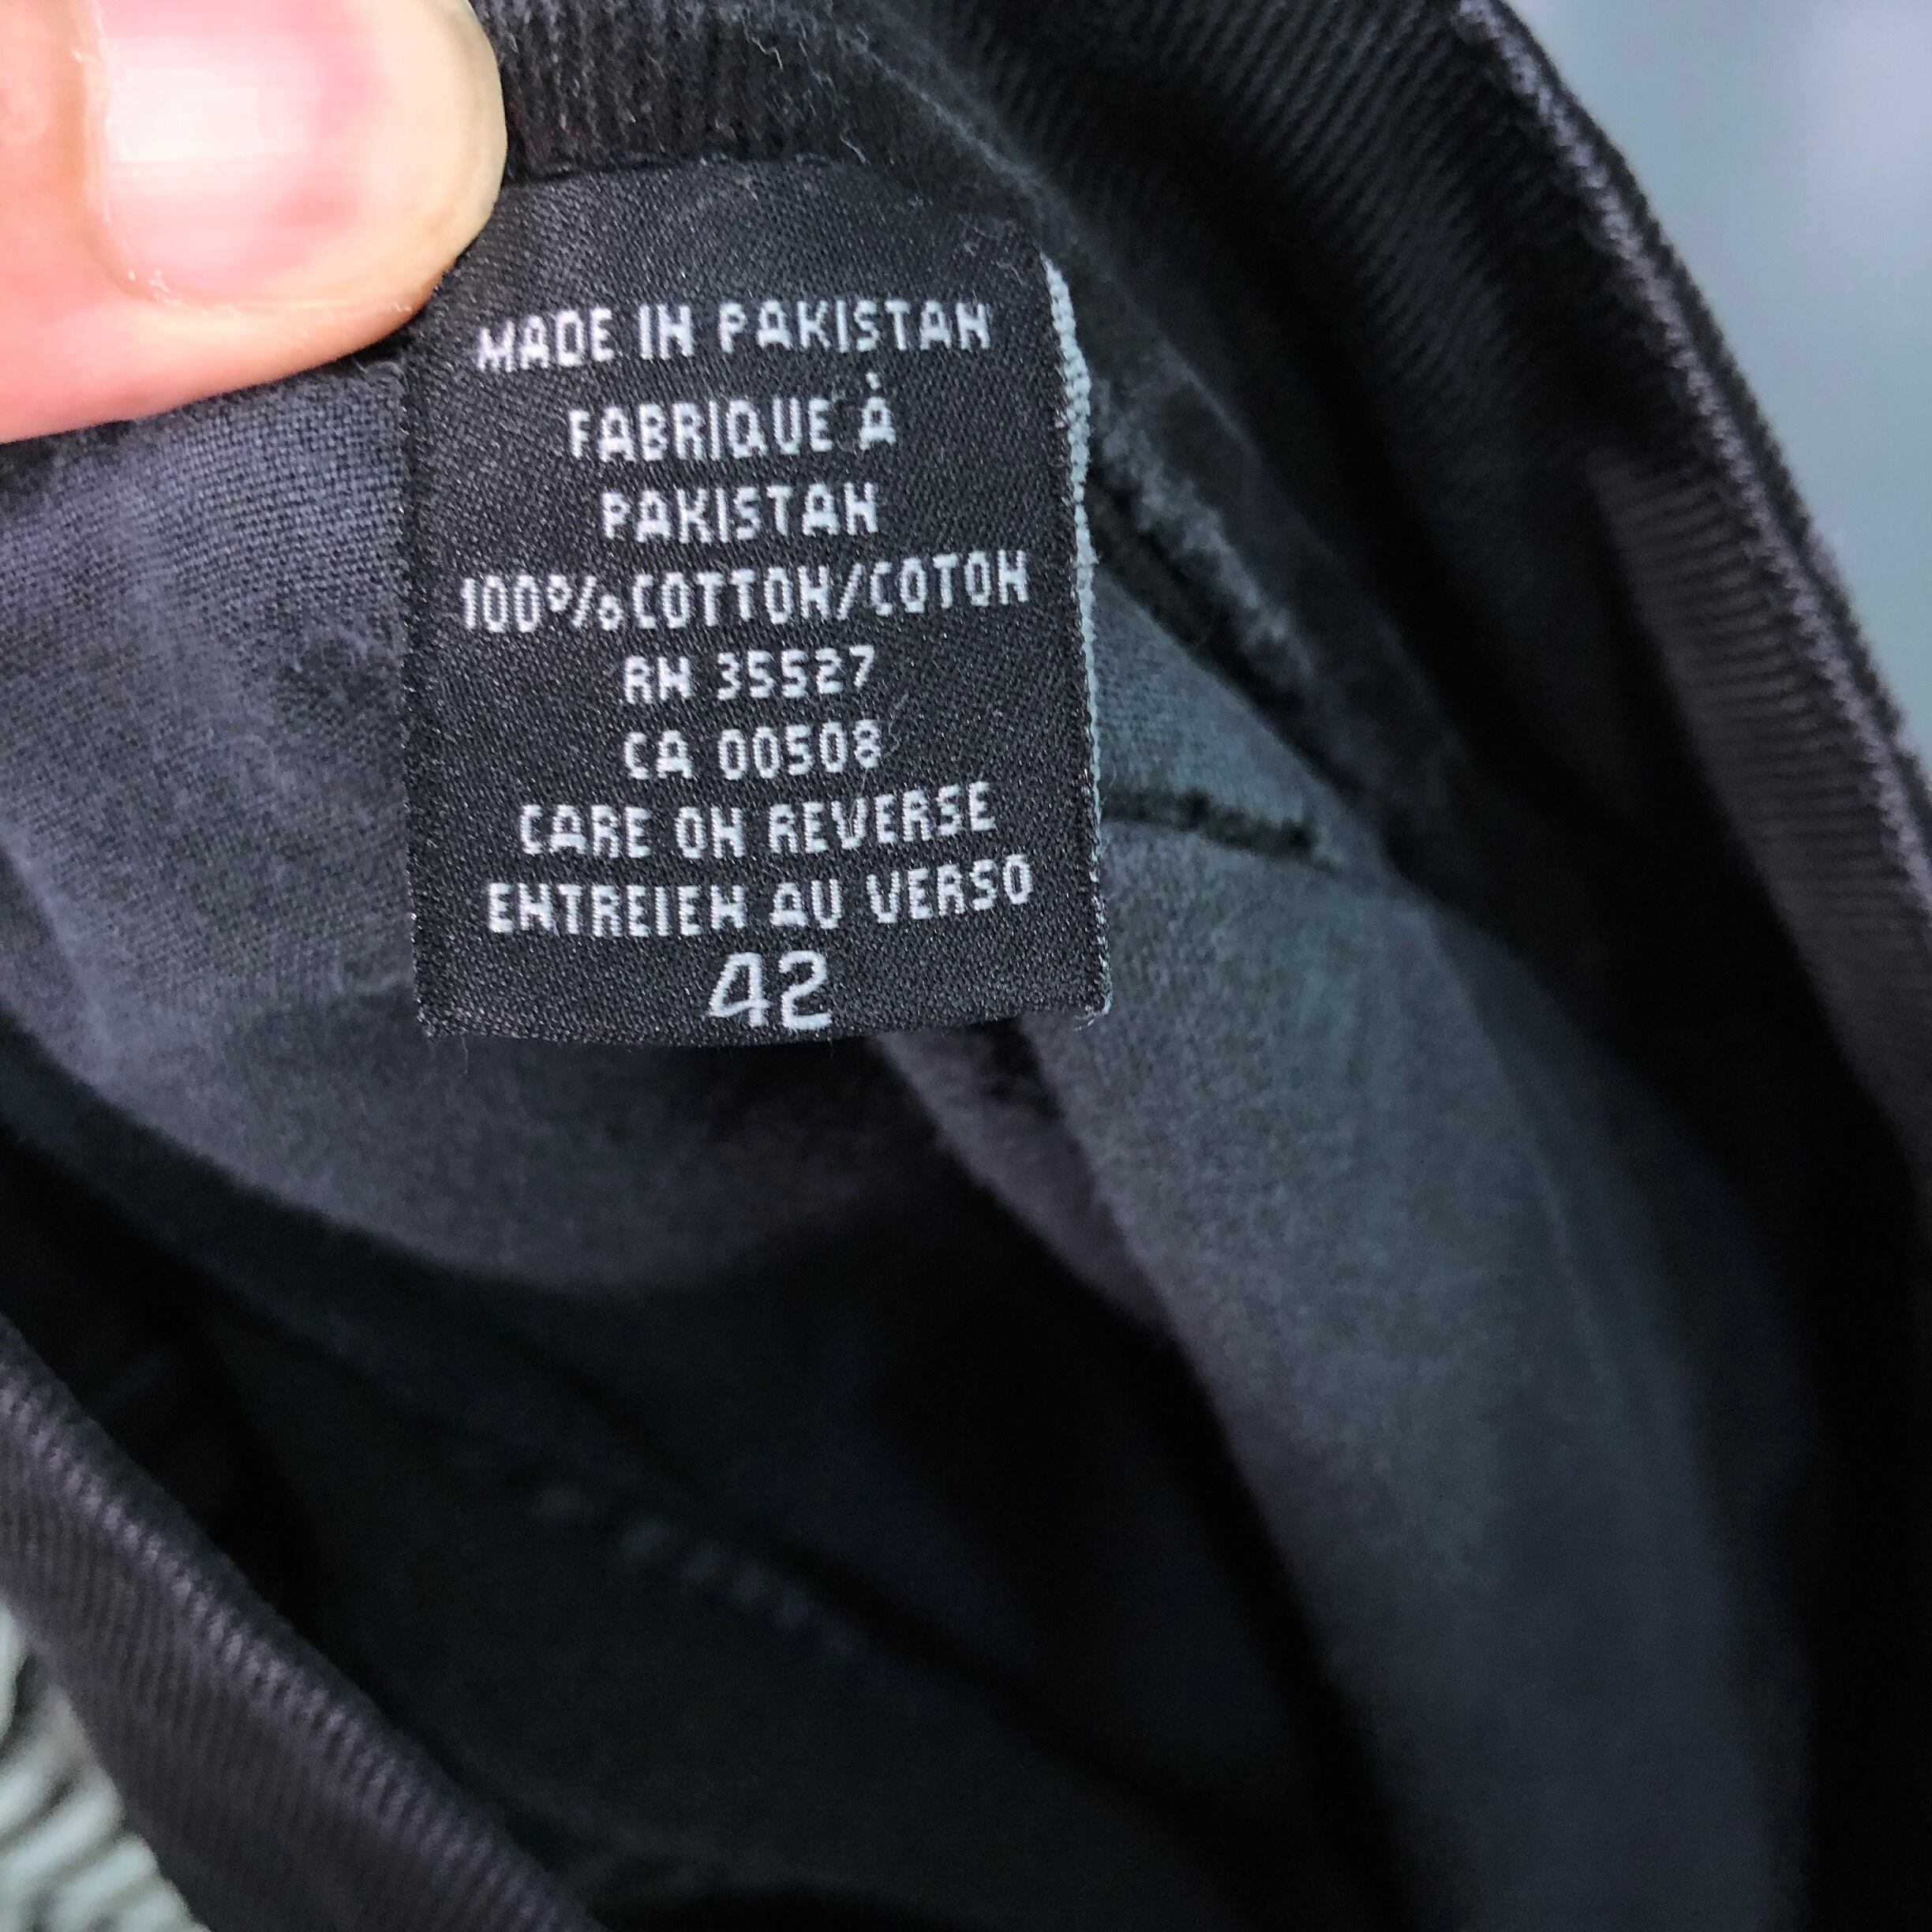 MADE IN PAKISTAN
FABRIQUE À
PAKISTAN
100% COTTON/COTON
RN 35527
CA 00508
CARE ON REVERSE
ENTREIEN AU VERSO
42